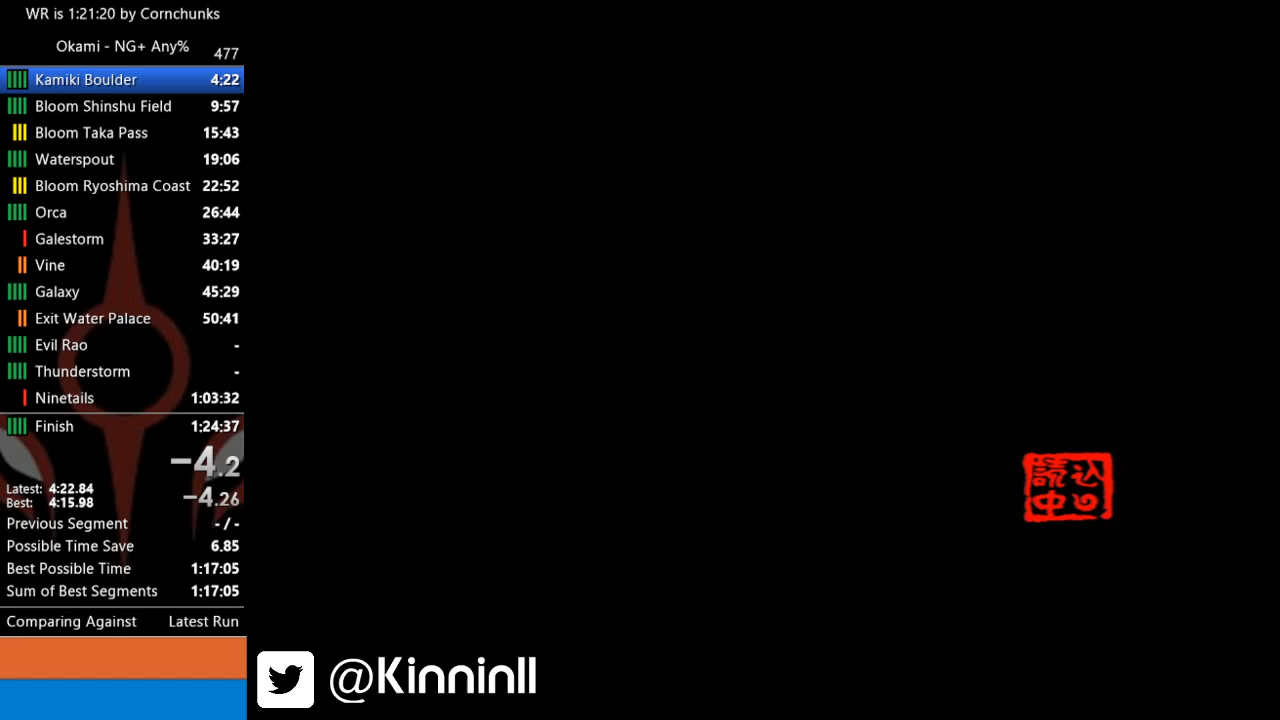 WR is 1:21:20 by Cornchunks
Okami - NG+ Any%
477
Kamiki Boulder 4:22
Bloom Shinshu Field 9:57
Bloom Taka Pass 15:43
Waterspout 19:06
Bloom Ryoshima Coast 22:52
Orca 26:44
Galestorm 33:27
Vine 40:19
Galaxy 45:29
Exit Water Palace 50:41
Evil Rao -
Thunderstorm -
Ninetails 1:03:32
Finish 1:24:37
-4.2
Latest: 4:22.84
Best: 4:15.98
-4.26
Previous Segment - / -
Possible Time Save 6.85
Best Possible Time 1:17:05
Sum of Best Segments 1:17:05
Comparing Against Latest Run
読込
中
@Kinninll